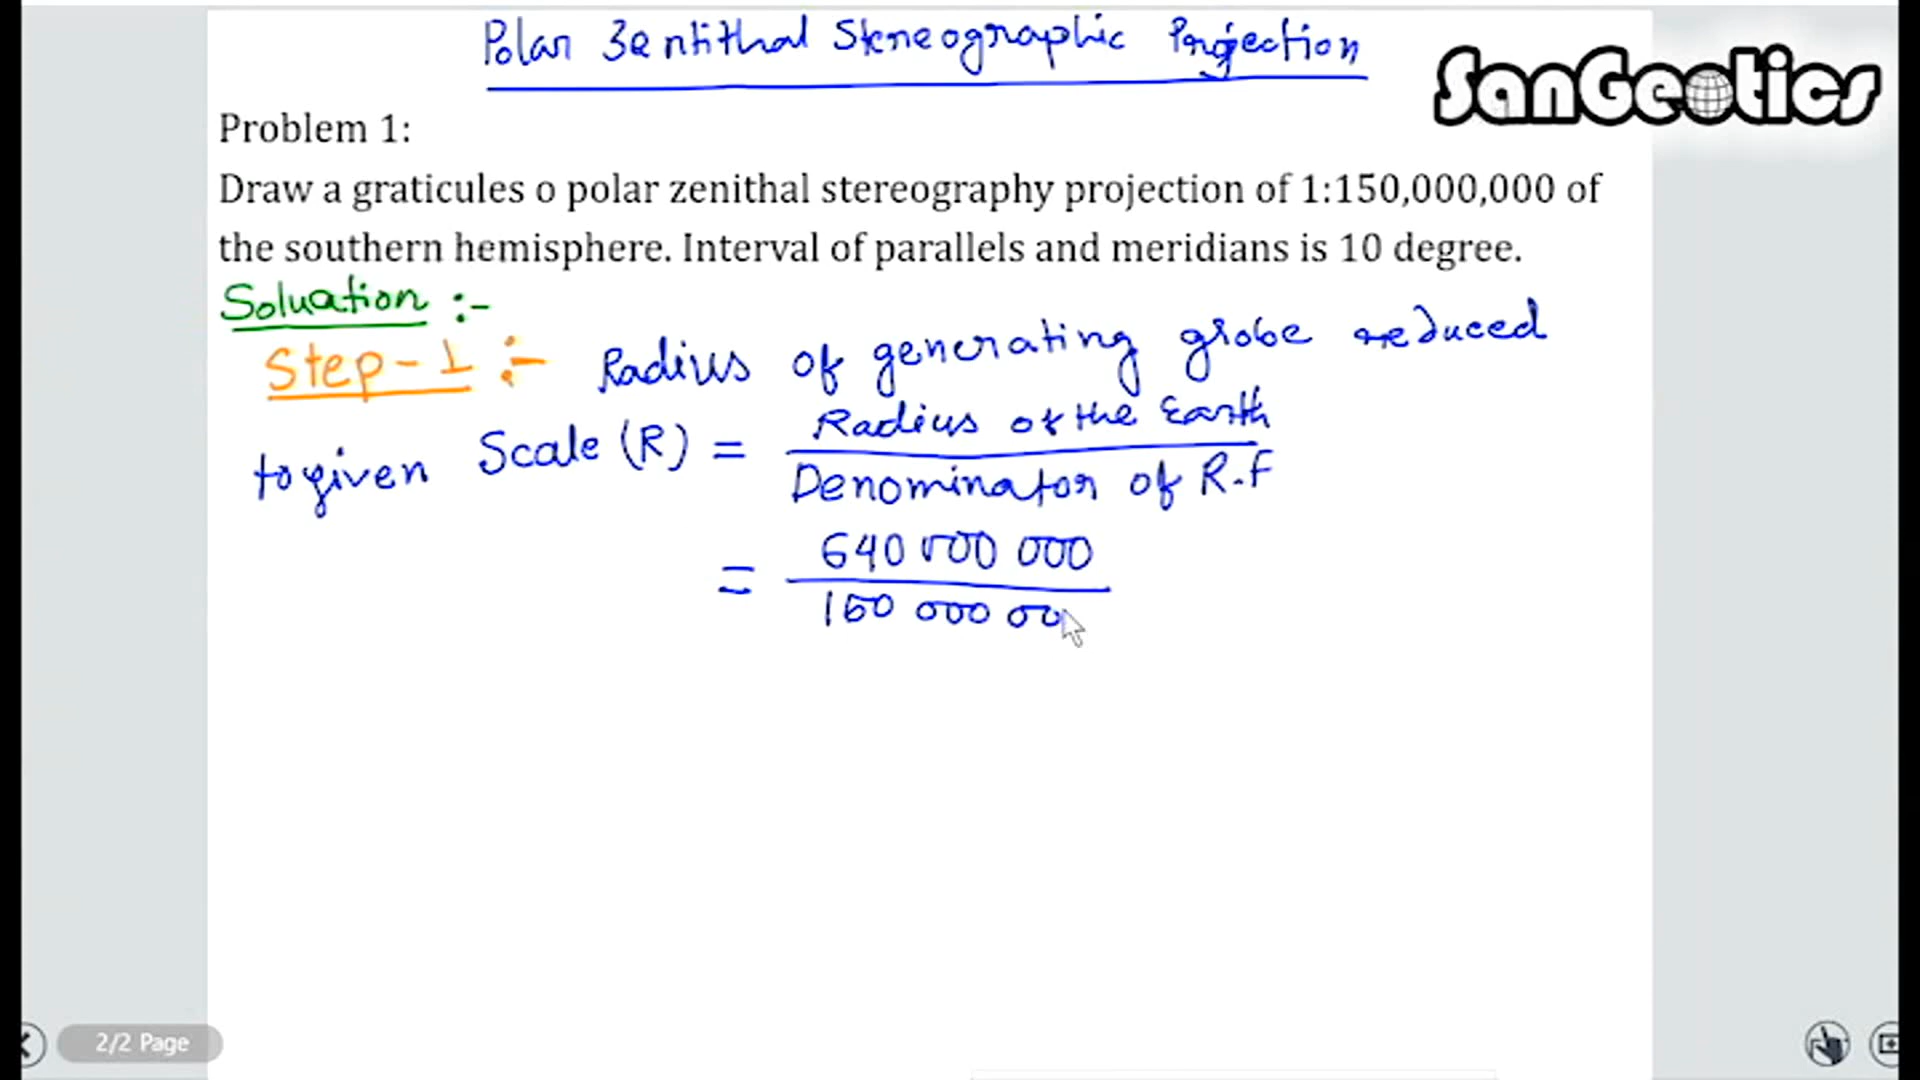 Polar Zentithal Stereographic Projection
SanGeotics
Problem 1:
Draw a graticules o polar zenithal stereography projection of 1:150,000,000 of
the southern hemisphere. Interval of parallels and meridians is 10 degree.
Soluation :-
Step-1 :- Radius of generating globe reduced
to given Scale (R) = Radius of the Earth
Denominator of R.F
= 640 000 000
150 000 00
2/2 Page